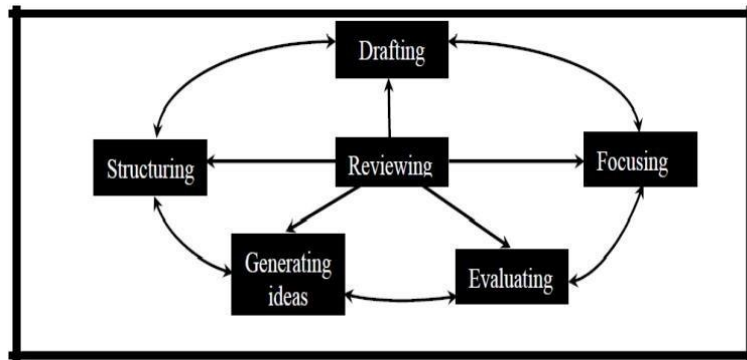 Drafting
Structuring
Reviewing
Focusing
Generating
ideas
Evaluating